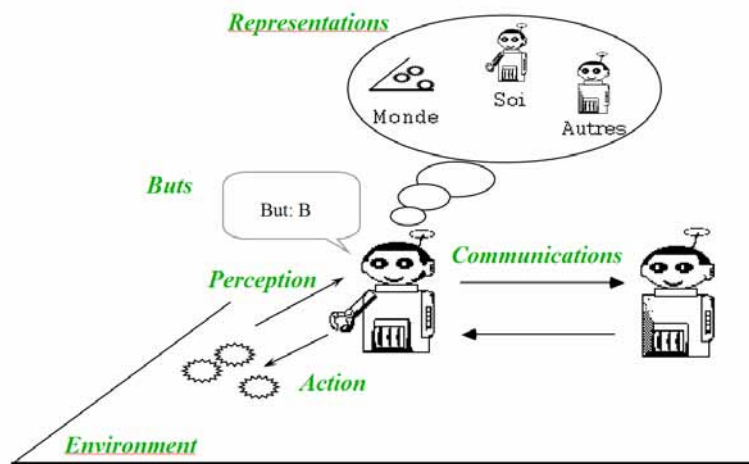 Representations
Monde
Soi
Autres
Buts
But: B
Perception
Communications
Action
Environment